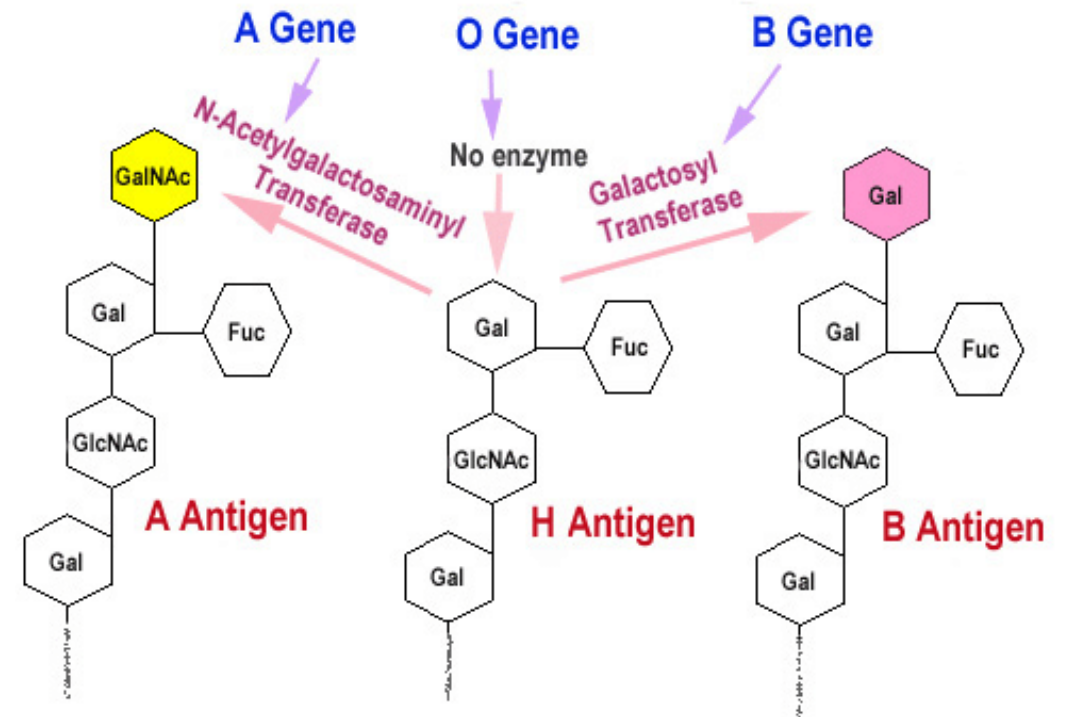 A Gene
O Gene
B Gene
N-Acetylgalactosaminyl
Transferase
No enzyme
Galactosyl
Transferase
GalNAc
Gal
Fuc
GlcNAc
Gal
A Antigen
Gal
Fuc
GlcNAc
Gal
H Antigen
Gal
Gal
Fuc
GlcNAc
Gal
B Antigen